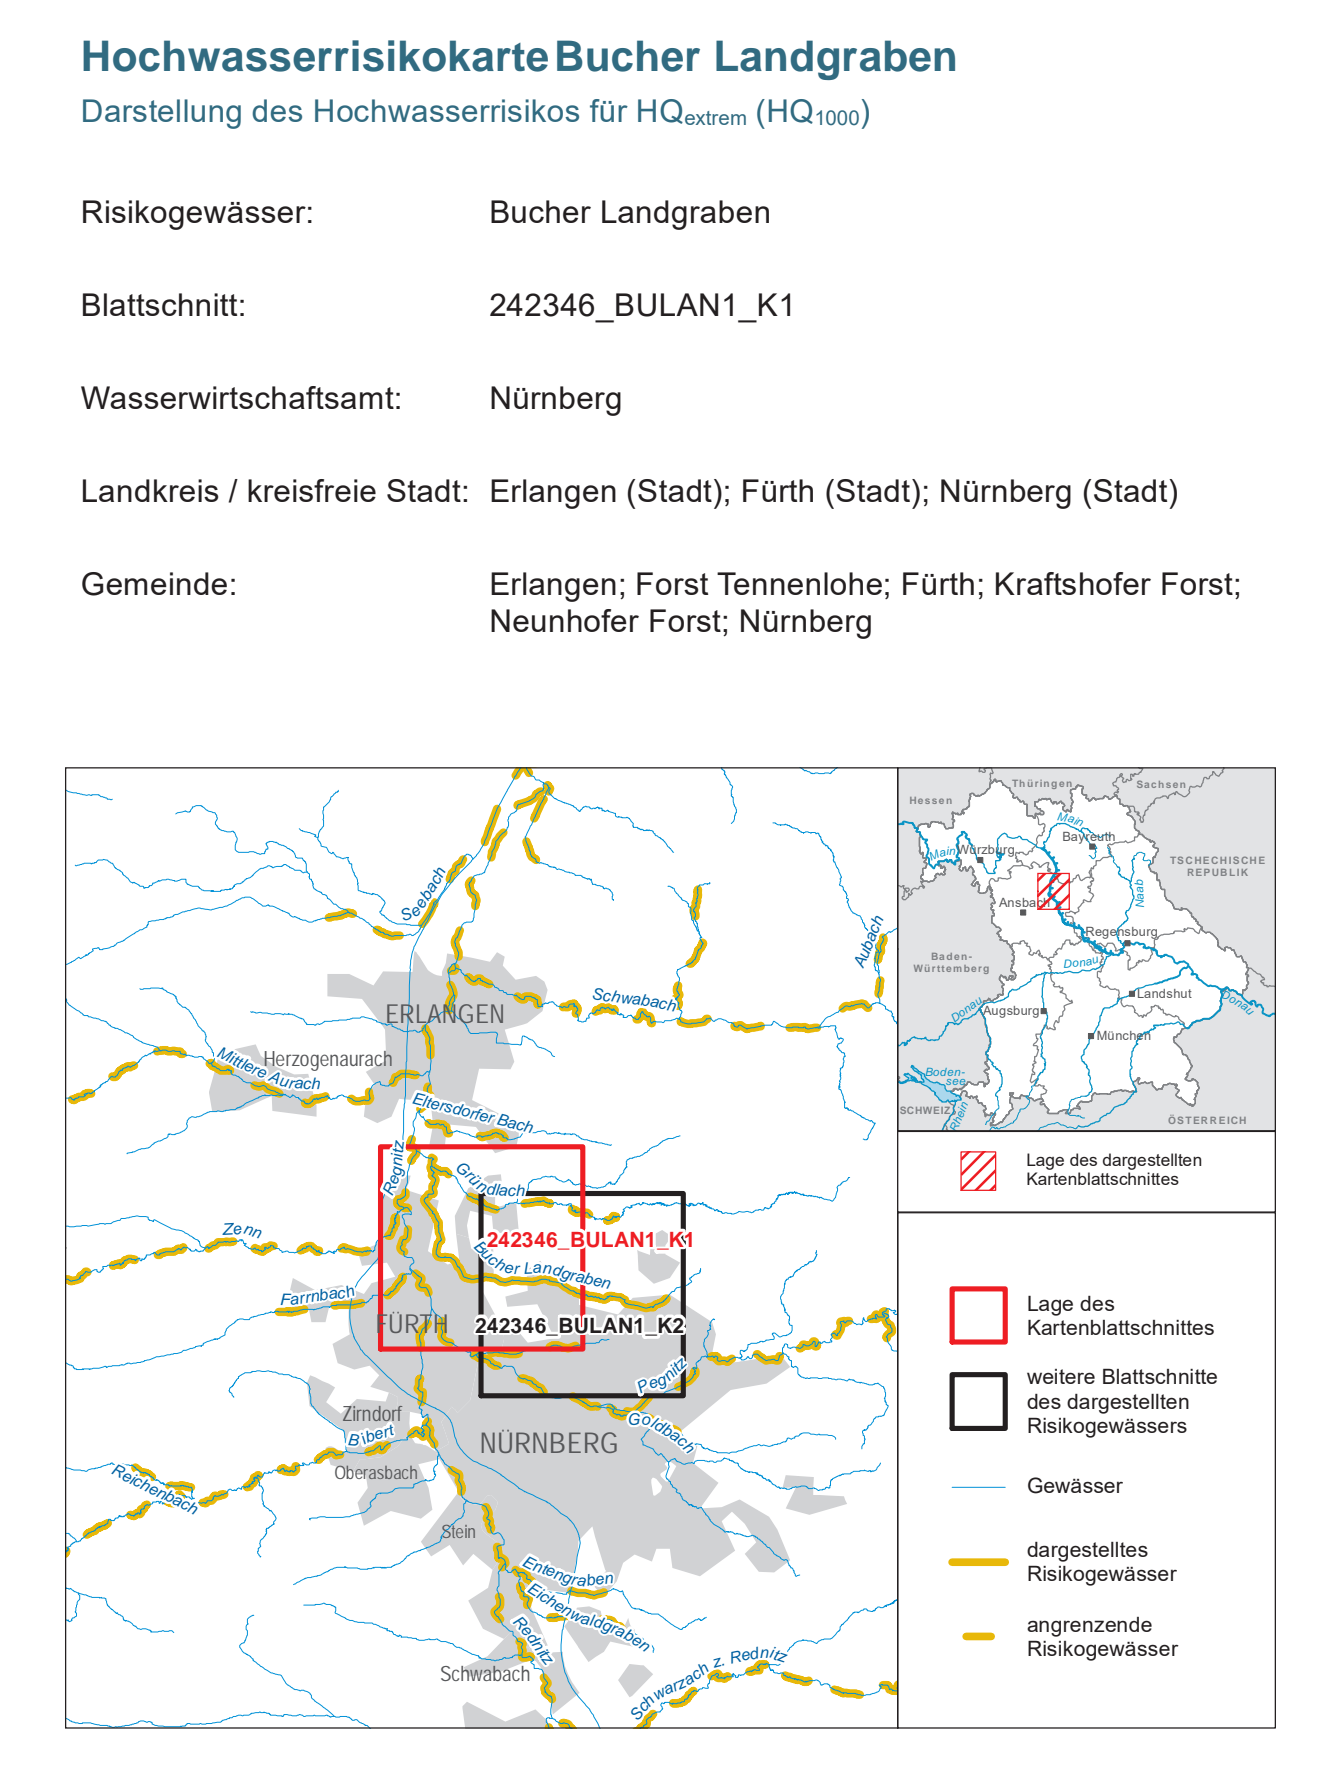 Hochwasserrisikokarte Bucher Landgraben
Darstellung des Hochwasserrisikos für HQextrem (HQ1000)
Risikogewässer: Bucher Landgraben
Blattschnitt: 242346_BULAN1_K1
Wasserwirtschaftsamt: Nürnberg
Landkreis / kreisfreie Stadt: Erlangen (Stadt); Fürth (Stadt); Nürnberg (Stadt)
Gemeinde: Erlangen; Forst Tennenlohe; Fürth; Kraftshofer Forst;
Neunhofer Forst; Nürnberg
Seebach
Aubach
Schwabach
ERLANGEN
Herzogenaurach
Mittlere Aurach
Eltersdorfer Bach
Regnitz
Gründlach
Zenn
242346_BULAN1_K1
Bucher Landgraben
Farrnbach
FÜRTH
242346_BULAN1_K2
Pegnitz
Zirndorf
Goldbach
Bibert
NÜRNBERG
Oberasbach
Reichenbach
Stein
Entengraben
Eichenwaldgraben
Rednitz
Schwabach
Schwarzach z. Rednitz
Thüringen
Sachsen
Hessen
Main
Bayreuth
Main
Würzburg
TSCHECHISCHE
REPUBLIK
Naab
Ansbach
Regensburg
Baden-
Württemberg
Donau
Landshut
Donau
Donau
Augsburg
München
Boden-
see
SCHWEIZ
Rhein
ÖSTERREICH
Lage des dargestellten
Kartenblattschnittes
Lage des
Kartenblattschnittes
weitere Blattschnitte
des dargestellten
Risikogewässers
Gewässer
dargestelltes
Risikogewässer
angrenzende
Risikogewässer